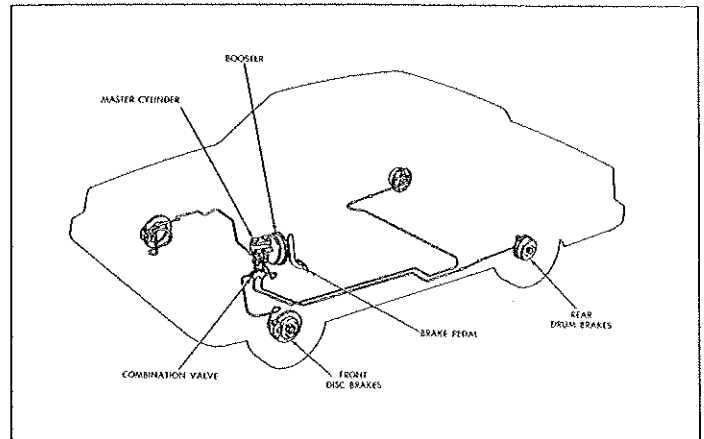 BOOSTER
MASTER CYLINDER
REAR
DRUM BRAKES
BRAKE PEDAL
COMBINATION VALVE
FRONT
DISC BRAKES